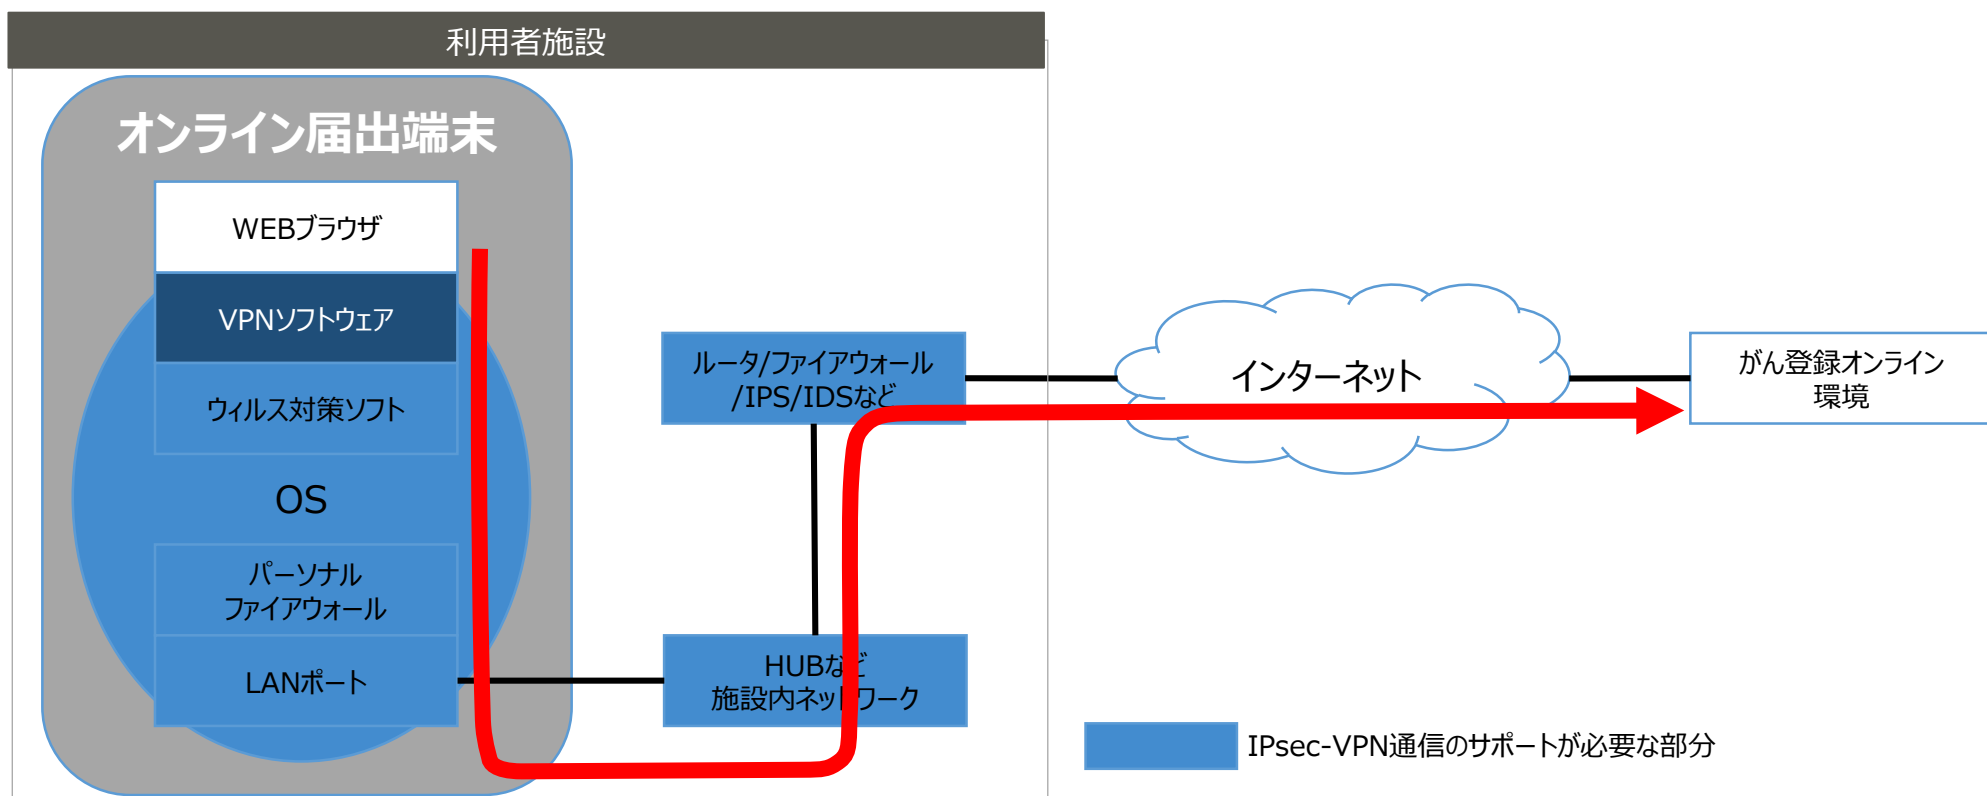 利用者施設
オンライン届出端末
WEBブラウザ
VPNソフトウェア
ウィルス対策ソフト
OS
パーソナル
ファイアウォール
LANポート
ルータ/ファイアウォール
/IPS/IDSなど
HUBなど
施設内ネットワーク
インターネット
がん登録オンライン
環境
IPsec-VPN通信のサポートが必要な部分